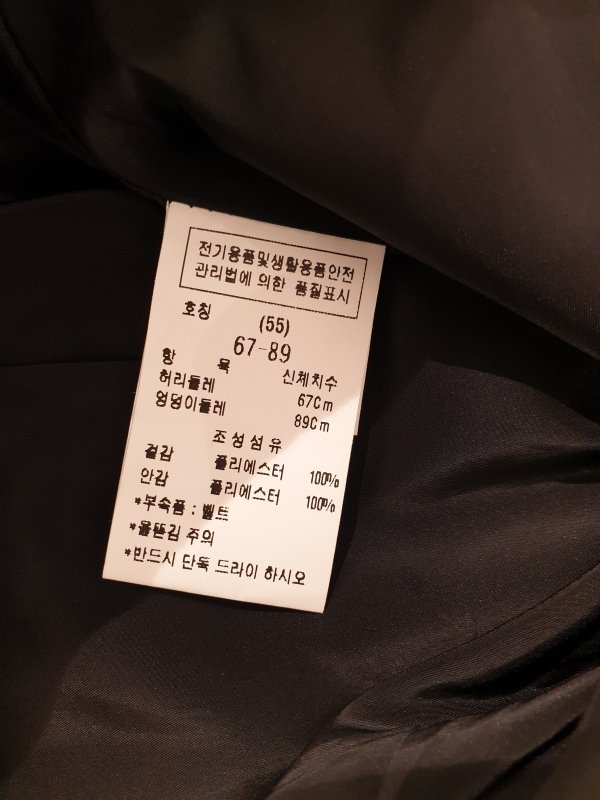 전기용품및생활용품안전
관리법에 의한 품질표시
호칭 (55)
67-89
항 목 신체치수
허리둘레 67Cm
엉덩이둘레 89Cm
조성섬유
겉감 폴리에스터 100%
안감 폴리에스터 100%
*부속품 : 벨트
*올뜯김 주의
*반드시 단독 드라이 하시오